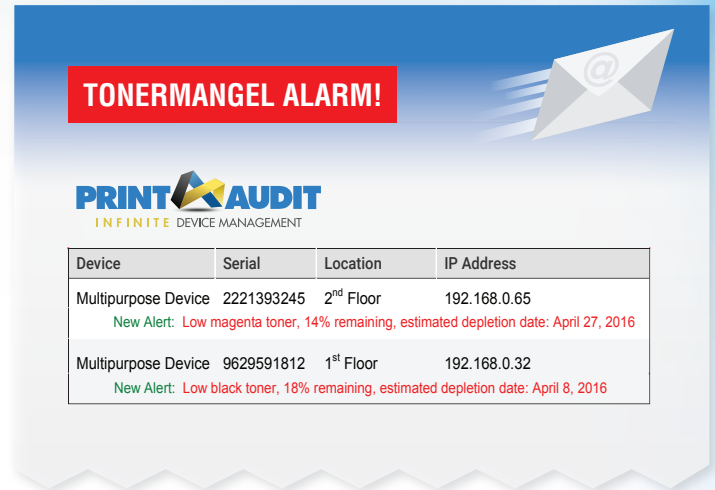 @
TONERMANGEL ALARM!
PRINT AUDIT
INFINITE DEVICE MANAGEMENT
Device Serial Location IP Address
Multipurpose Device 2221393245 2nd Floor 192.168.0.65
New Alert: Low magenta toner, 14% remaining, estimated depletion date: April 27, 2016
Multipurpose Device 9629591812 1st Floor 192.168.0.32
New Alert: Low black toner, 18% remaining, estimated depletion date: April 8, 2016